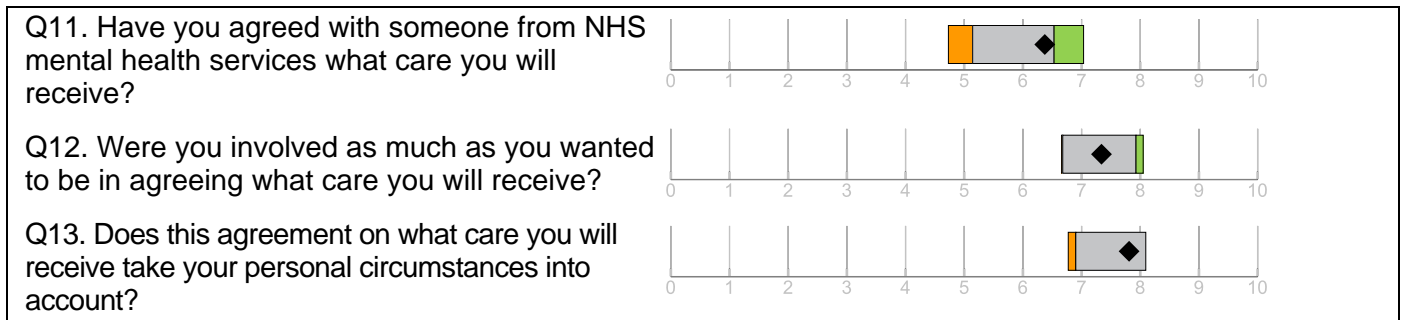 Q11. Have you agreed with someone from NHS
mental health services what care you will
receive?
0 1 2 3 4 5 6 7 8 9 10
Q12. Were you involved as much as you wanted
to be in agreeing what care you will receive?
0 1 2 3 4 5 6 7 8 9 10
Q13. Does this agreement on what care you will
receive take your personal circumstances into
account?
0 1 2 3 4 5 6 7 8 9 10